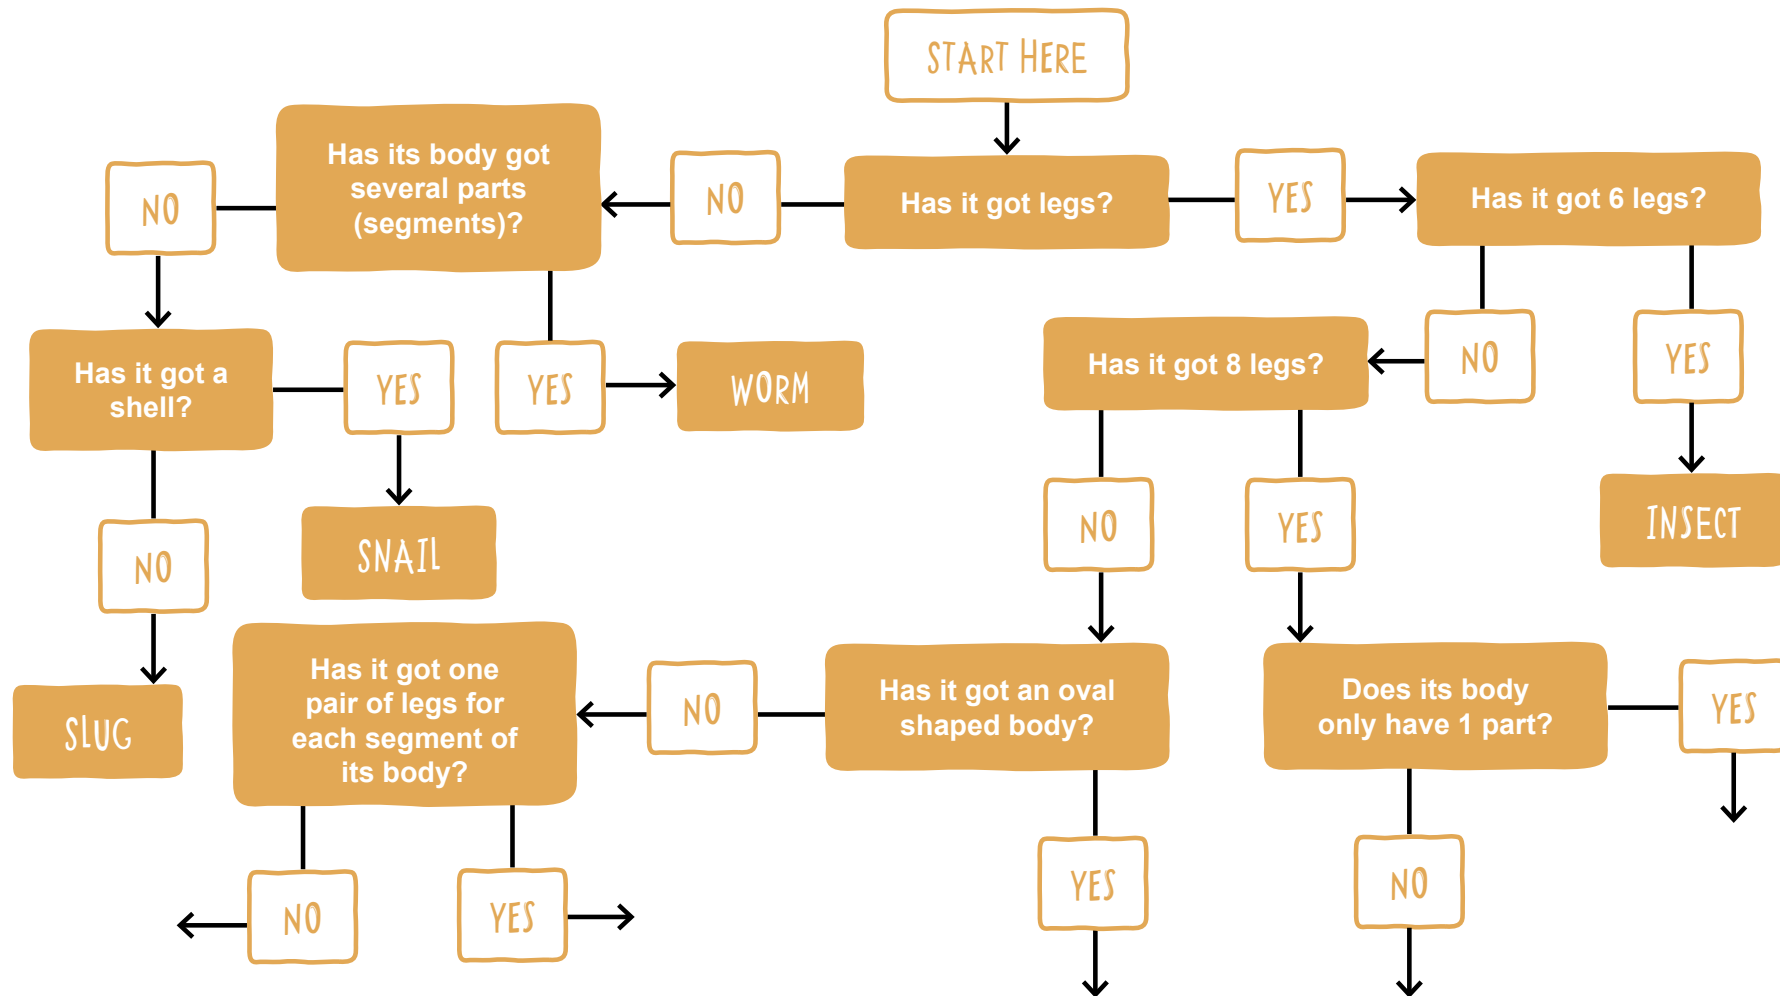 START HERE
Has it got legs?
NO
YES
Has its body got
several parts
(segments)?
NO
YES
WORM
Has it got a
shell?
YES
SNAIL
NO
SLUG
Has it got 6 legs?
NO
YES
INSECT
Has it got 8 legs?
NO
YES
Has it got an oval
shaped body?
NO
YES
Has it got one
pair of legs for
each segment of
its body?
NO
YES
Does its body
only have 1 part?
YES
NO